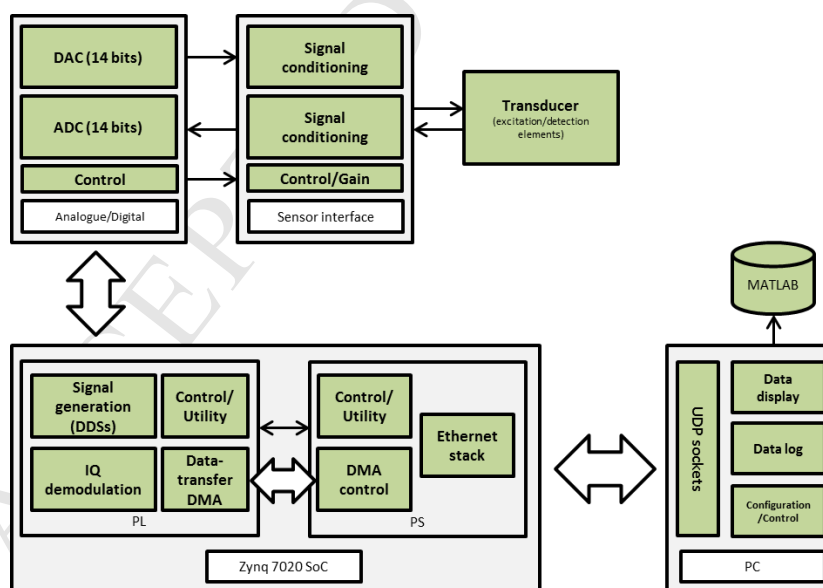 DAC (14 bits)
ADC (14 bits)
Control
Analogue/Digital
Signal
conditioning
Signal
conditioning
Control/Gain
Sensor interface
Transducer
(excitation/detection
elements)
MATLAB
Signal
generation
(DDSs)
Control/
Utility
IQ
demodulation
Data-
transfer
DMA
PL
Control/
Utility
DMA
control
Ethernet
stack
PS
Zynq 7020 SoC
UDP sockets
Data
display
Data log
Configuration
/Control
PC